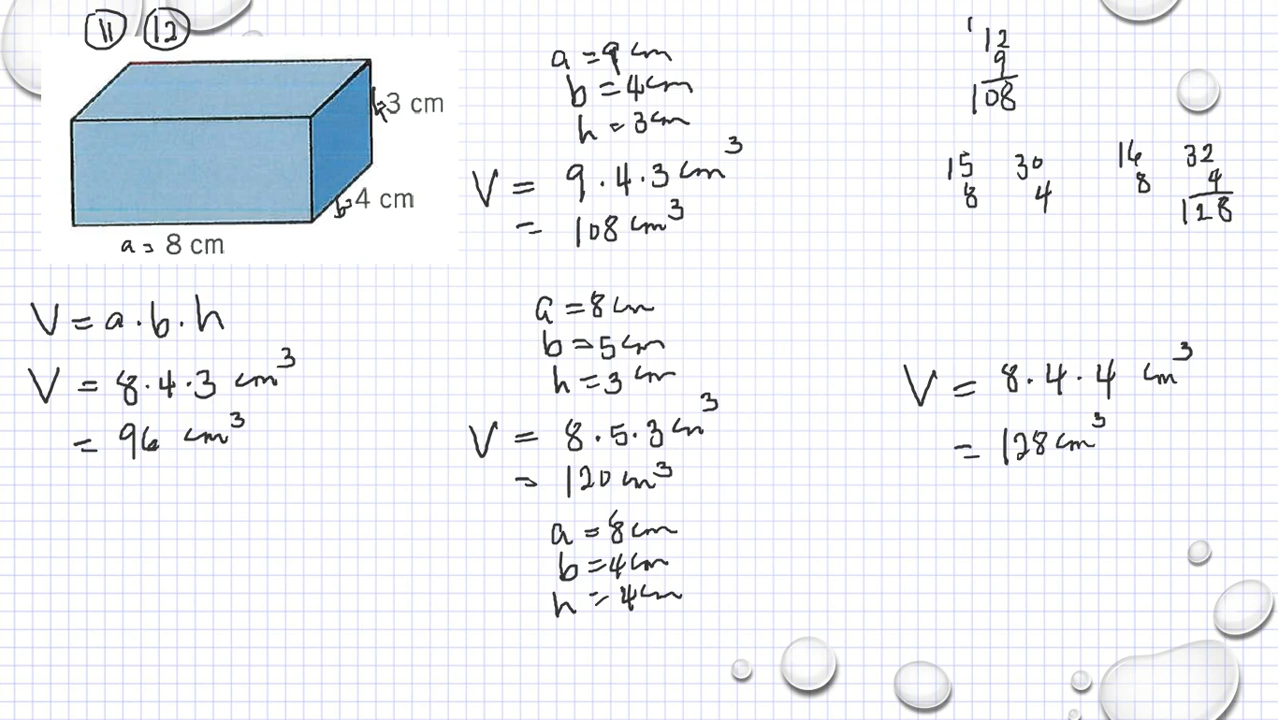 11 12
3 cm
b 4 cm
a = 8 cm
V = a · b · h
V = 8 · 4 · 3 cm³
= 96 cm³
a = 9 cm
b = 4 cm
h = 3 cm
V = 9 · 4 · 3 cm³
= 108 cm³
a = 8 cm
b = 5 cm
h = 3 cm
V = 8 · 5 · 3 cm³
= 120 cm³
a = 8 cm
b = 4 cm
h = 4 cm
1
12
9
108
15 30
8 4
16 32
8 4
128
V = 8 · 4 · 4 cm³
= 128 cm³